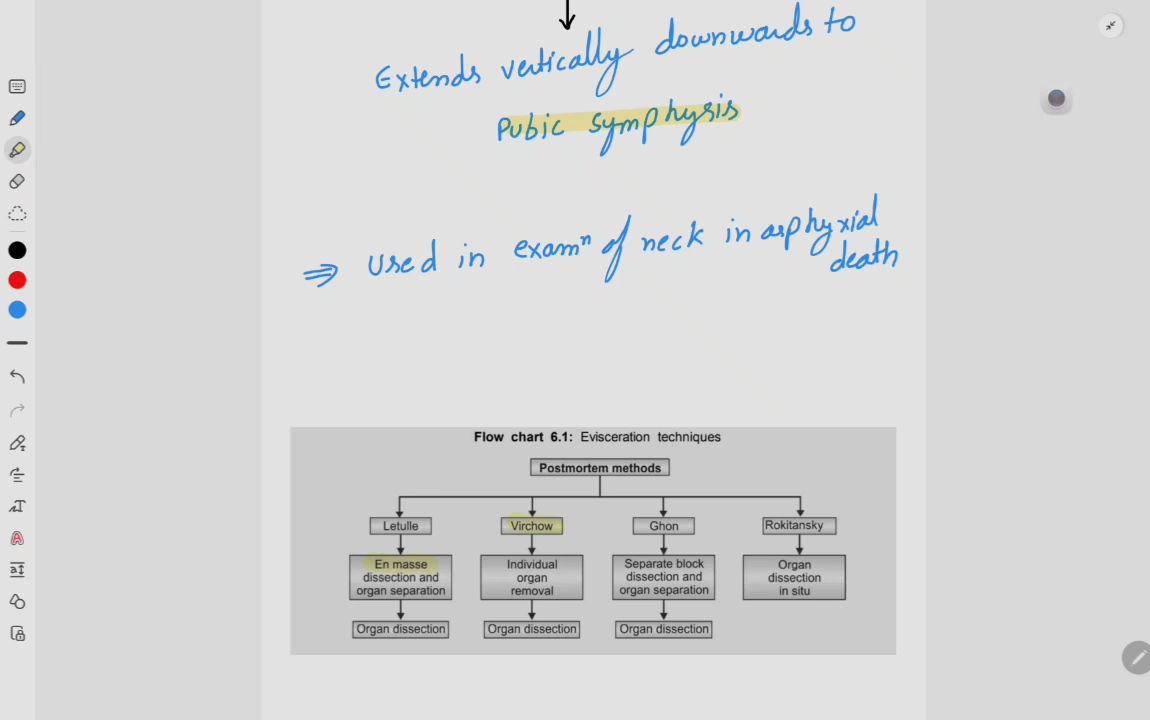 Extends vertically downwards to
Pubic symphysis
⇒ Used in examⁿ of neck in asphyxial
death
Flow chart 6.1: Evisceration techniques
Postmortem methods
Letulle
Virchow
Ghon
Rokitansky
En masse
dissection and
organ separation
Individual
organ
removal
Separate block
dissection and
organ separation
Organ
dissection
in situ
Organ dissection
Organ dissection
Organ dissection